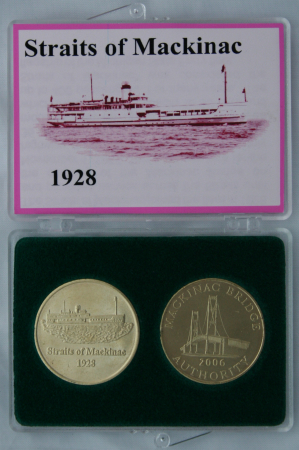 Straits of Mackinac
1928
Straits of Mackinac
1928
MACKINAC BRIDGE
2006
AUTHORITY